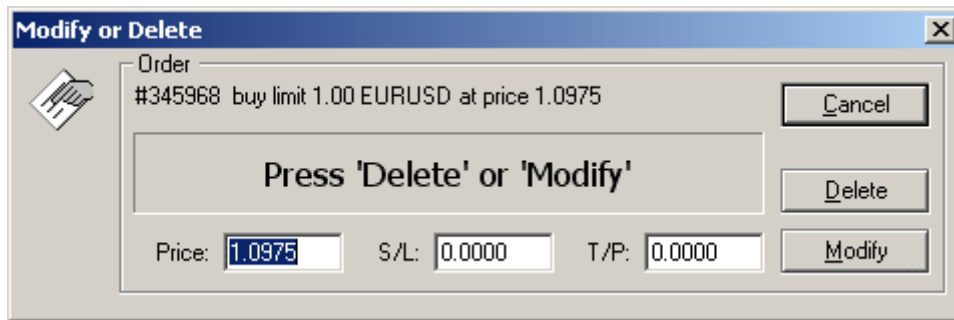 Modify or Delete
Order
#345968 buy limit 1.00 EURUSD at price 1.0975
Cancel
Press 'Delete' or 'Modify'
Delete
Price: 1.0975 S/L: 0.0000 T/P: 0.0000 Modify